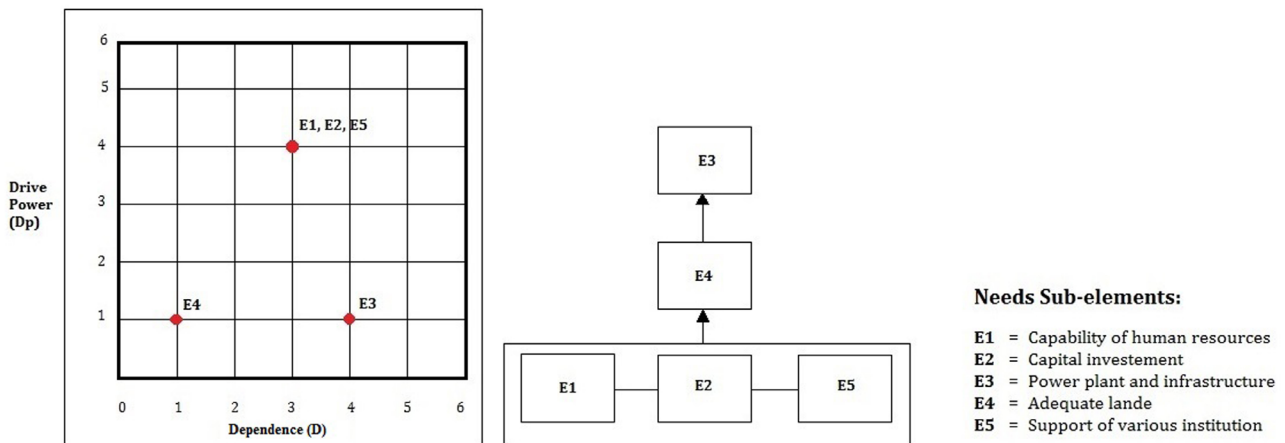 6
5
E1, E2, E5
4
Drive
Power
(Dp)
3
2
E4
E3
1
0 1 2 3 4 5 6
Dependence (D)
E3
E4
E1 E2 E5
Needs Sub-elements:
E1 = Capability of human resources
E2 = Capital investement
E3 = Power plant and infrastructure
E4 = Adequate lande
E5 = Support of various institution